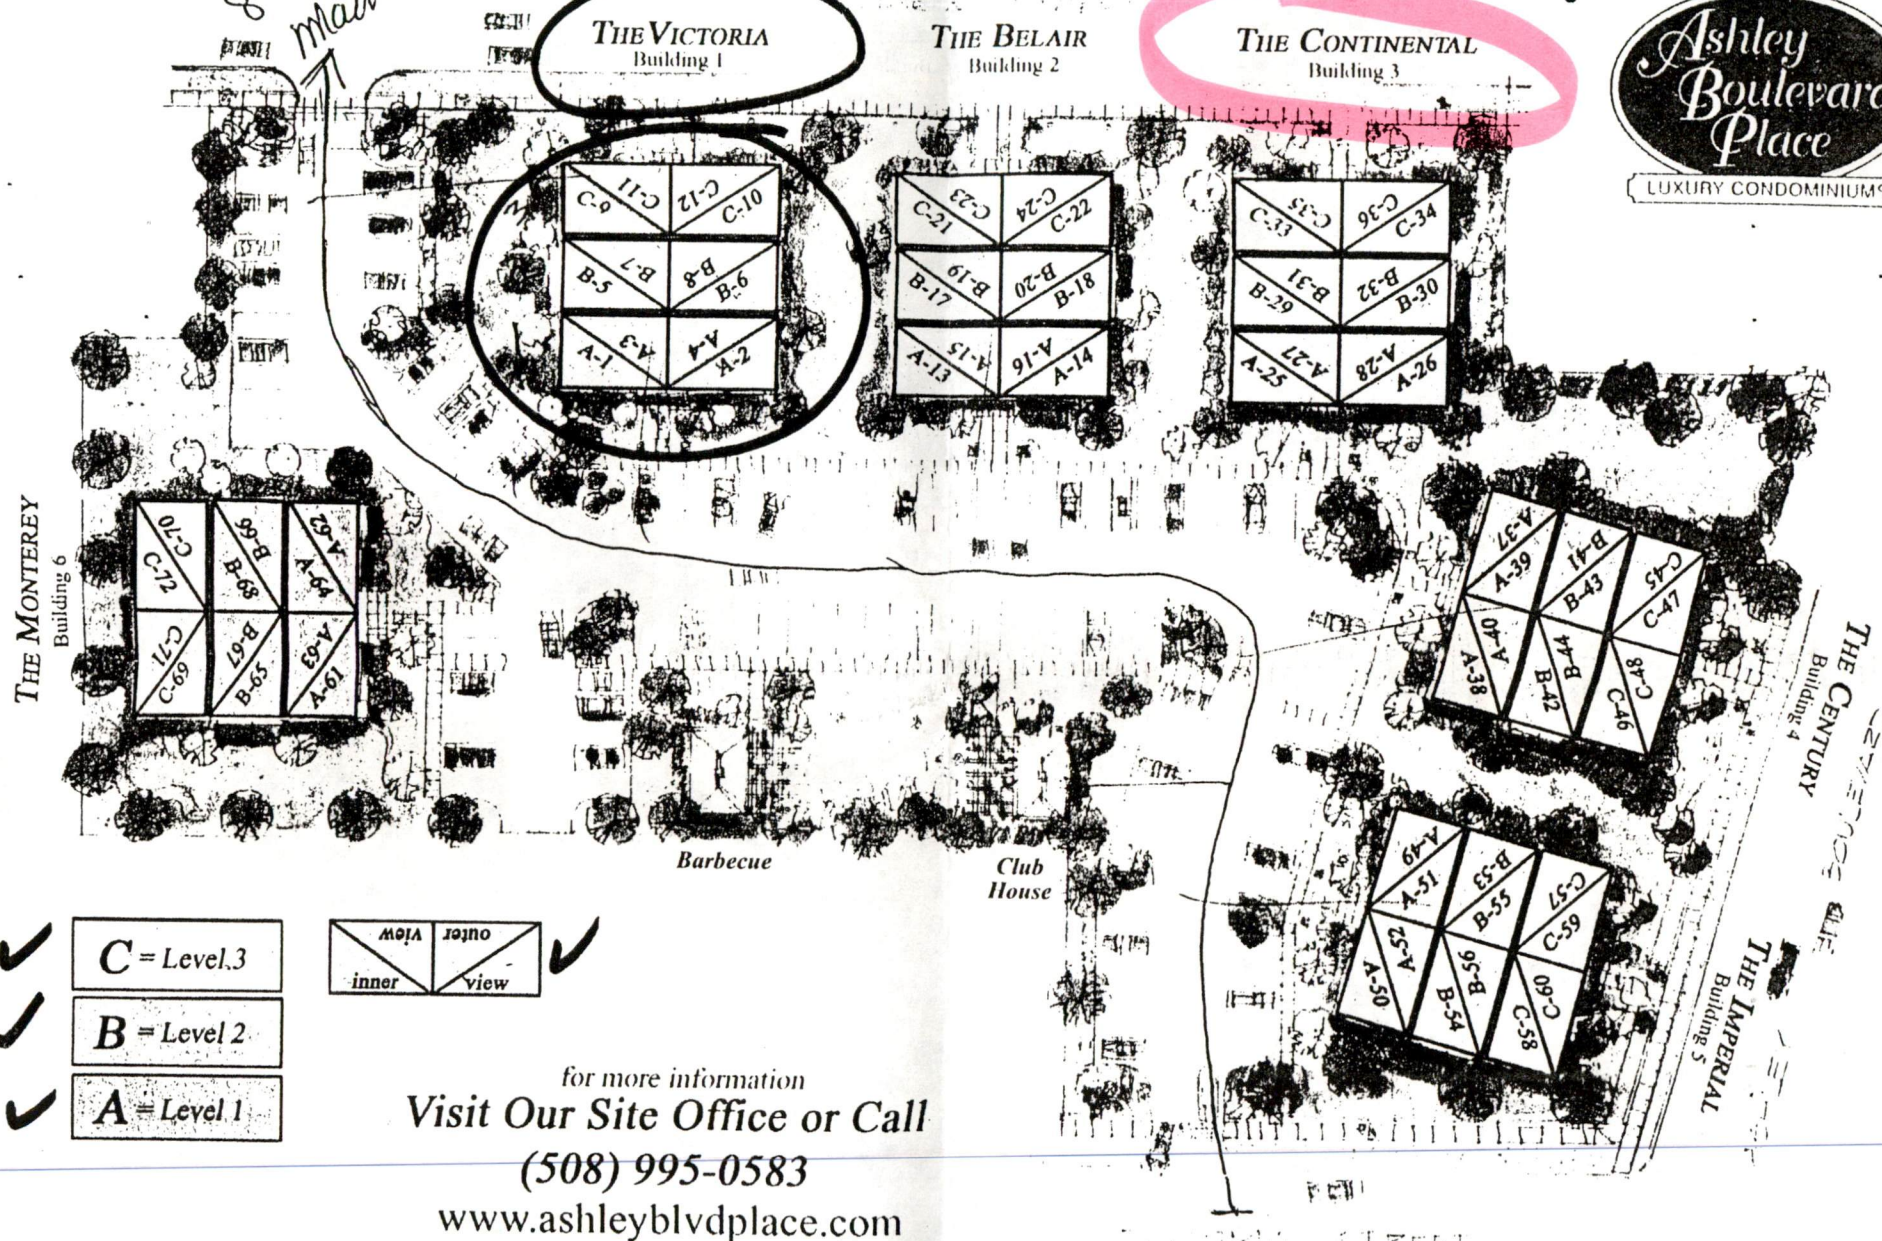 Main
THE VICTORIA
Building 1
THE BELAIR
Building 2
THE CONTINENTAL
Building 3
Ashley
Boulevard
Place
LUXURY CONDOMINIUMS
C-9 C-11 C-12 C-10
B-5 B-7 B-8 B-6
A-1 A-3 A-4 A-2
C-21 C-23 C-24 C-22
B-17 B-19 B-20 B-18
A-13 A-15 A-16 A-14
C-33 C-35 C-36 C-34
B-29 B-31 B-32 B-30
A-25 A-27 A-28 A-26
THE MONTEREY
Building 6
C-70 B-66 A-62
C-72 B-68 A-64
C-71 B-67 A-63
C-69 B-65 A-61
THE CENTURY
Building 4
A-37 B-41 C-45
A-39 B-43 C-47
A-40 B-44 C-48
A-38 B-42 C-46
THE IMPERIAL
Building 5
A-49 B-53 C-57
A-51 B-55 C-59
A-52 B-56 C-60
A-50 B-54 C-58
Barbecue
Club
House
C = Level 3
B = Level 2
A = Level 1
view outer
inner view
for more information
Visit Our Site Office or Call
(508) 995-0583
www.ashleyblvdplace.com